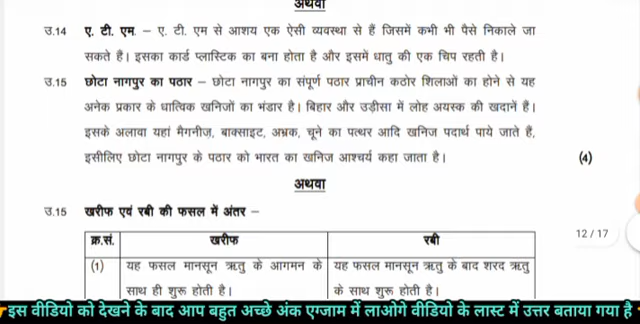 अथवा
उ.14 ए. टी. एम. – ए. टी. एम से आशय एक ऐसी व्यवस्था से हैं जिसमें कभी भी पैसे निकाले जा
सकते है। इसका कार्ड प्लास्टिक का बना होता है और इसमें धातु की एक चिप रहती है।
उ.15 छोटा नागपुर का पठार – छोटा नागपुर का संपूर्ण पठार प्राचीन कठोर शिलाओं का होने से यह
अनेक प्रकार के धात्विक खनिजों का भंडार है। बिहार और उड़ीसा में लोह अयस्क की खदानें हैं।
इसके अलावा यहां मैगनीज़, बाक्साइट, अभ्रक, चूने का पत्थर आदि खनिज पदार्थ पाये जाते हैं,
इसीलिए छोटा नागपुर के पठार को भारत का खनिज आश्चर्य कहा जाता है। (4)
अथवा
उ.15 खरीफ एवं रबी की फसल में अंतर –
12 / 17
क्र.सं. खरीफ रबी
(1) यह फसल मानसून ऋतु के आगमन के यह फसल मानसून ऋतु के बाद शरद ऋतु
साथ ही शुरू होती है। के साथ शुरू होती है।
इस वीडियो को देखने के बाद आप बहुत अच्छे अंक एग्जाम में लाओगे वीडियो के लास्ट में उत्तर बताया गया है